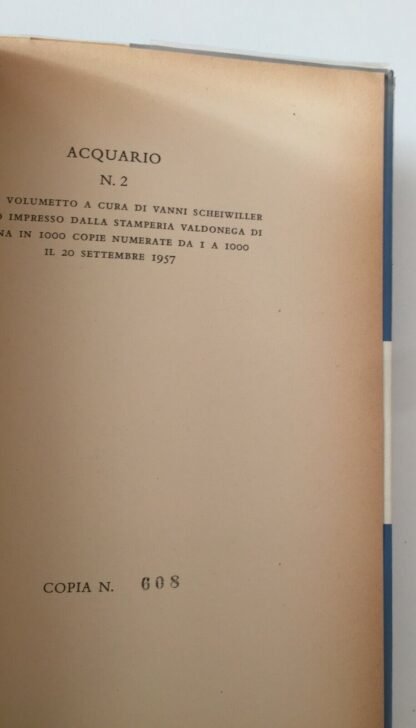 ACQUARIO
N. 2
VOLUMETTO A CURA DI VANNI SCHEIWILLER
IMPRESSO DALLA STAMPERIA VALDONEGA DI
IN 1000 COPIE NUMERATE DA 1 A 1000
IL 20 SETTEMBRE 1957
COPIA N. 608